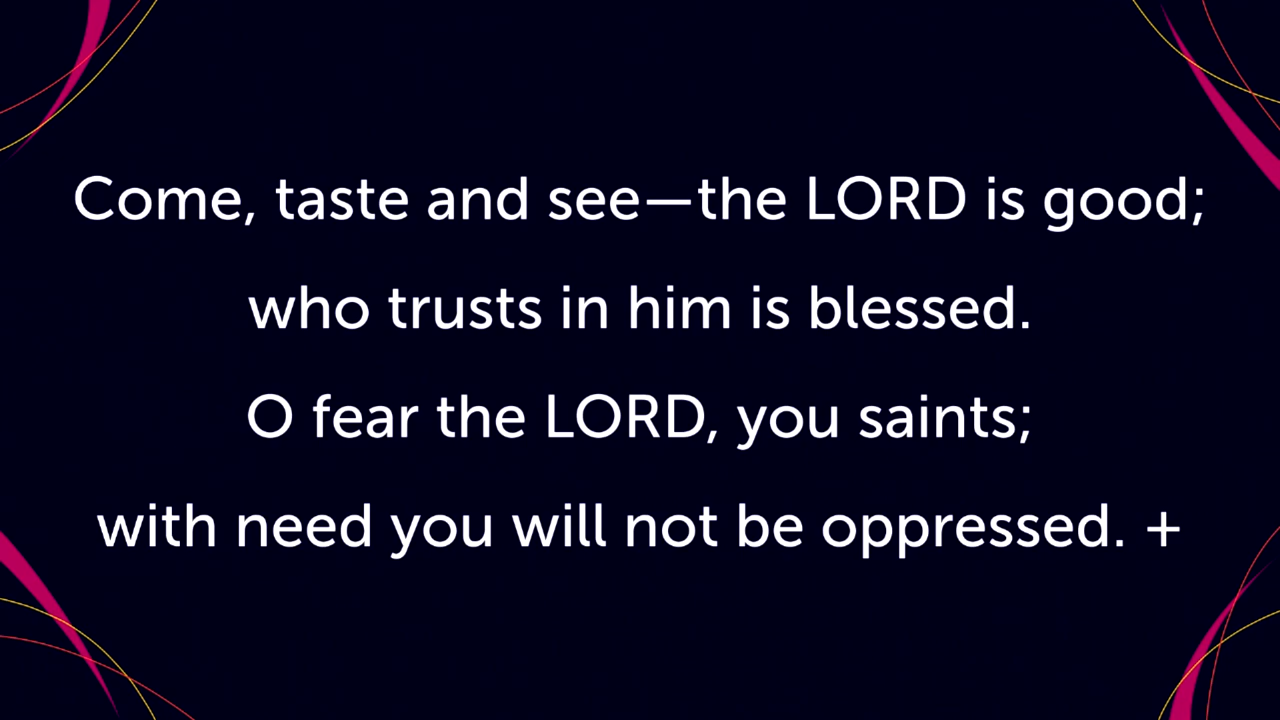 Come, taste and see—the LORD is good;
who trusts in him is blessed.
O fear the LORD, you saints;
with need you will not be oppressed. +